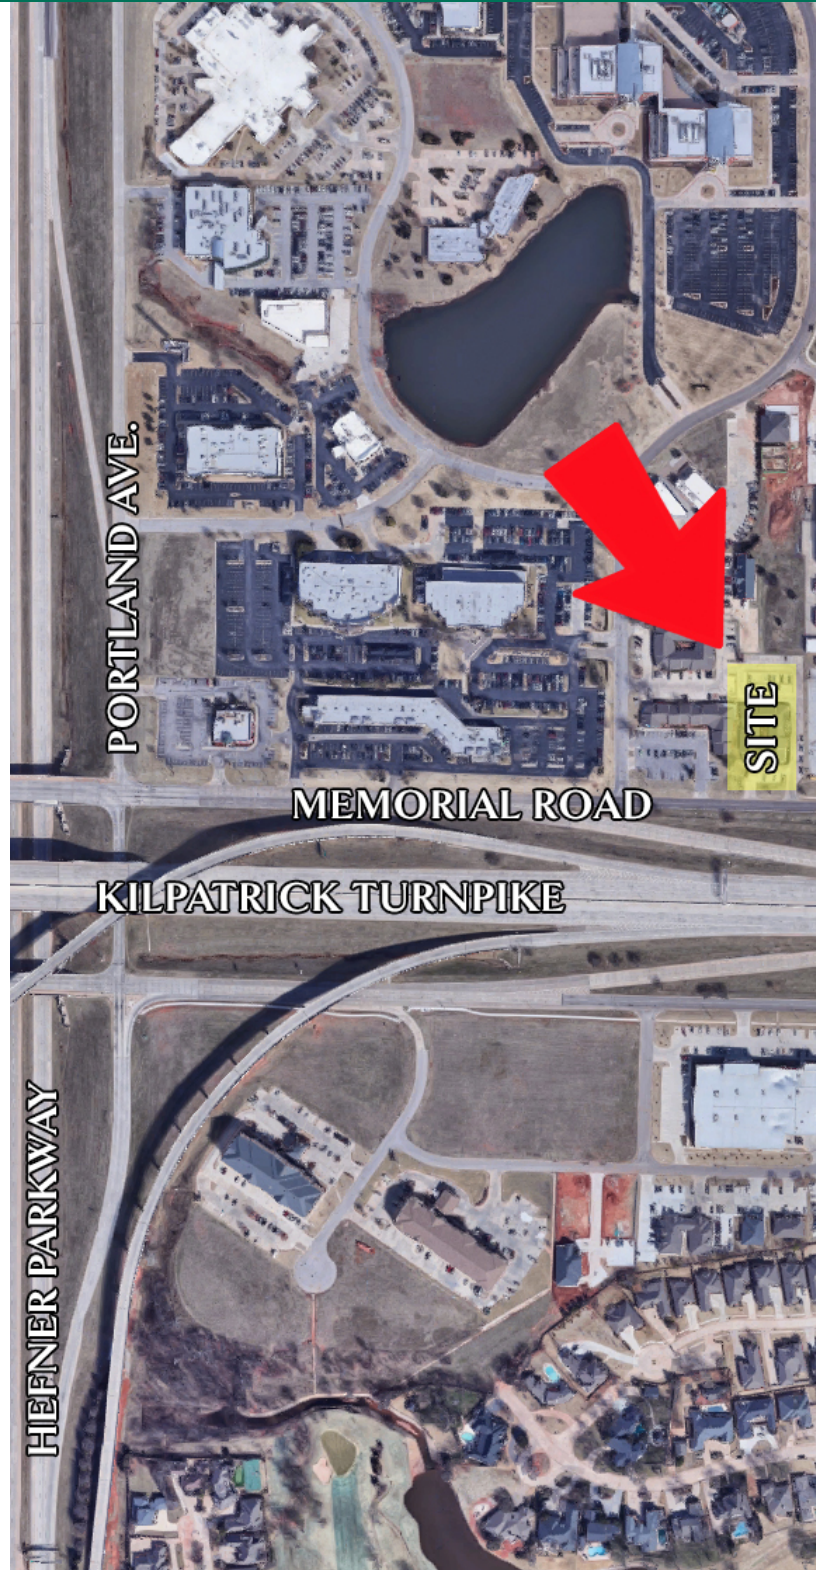 PORTLAND AVE.
SITE
MEMORIAL ROAD
KILPATRICK TURNPIKE
HEFNER PARKWAY